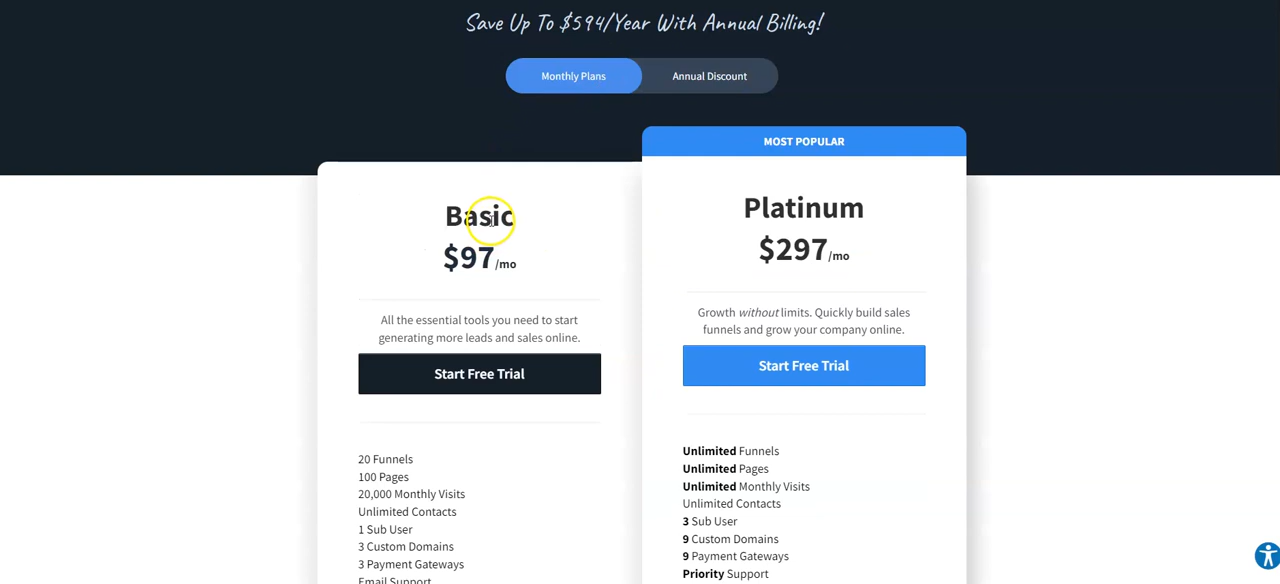 Save Up To $594/Year With Annual Billing!
Monthly Plans
Annual Discount
MOST POPULAR
Basic
$97/mo
All the essential tools you need to start
generating more leads and sales online.
Start Free Trial
20 Funnels
100 Pages
20,000 Monthly Visits
Unlimited Contacts
1 Sub User
3 Custom Domains
3 Payment Gateways
Email Support
Platinum
$297/mo
Growth without limits. Quickly build sales
funnels and grow your company online.
Start Free Trial
Unlimited Funnels
Unlimited Pages
Unlimited Monthly Visits
Unlimited Contacts
3 Sub User
9 Custom Domains
9 Payment Gateways
Priority Support